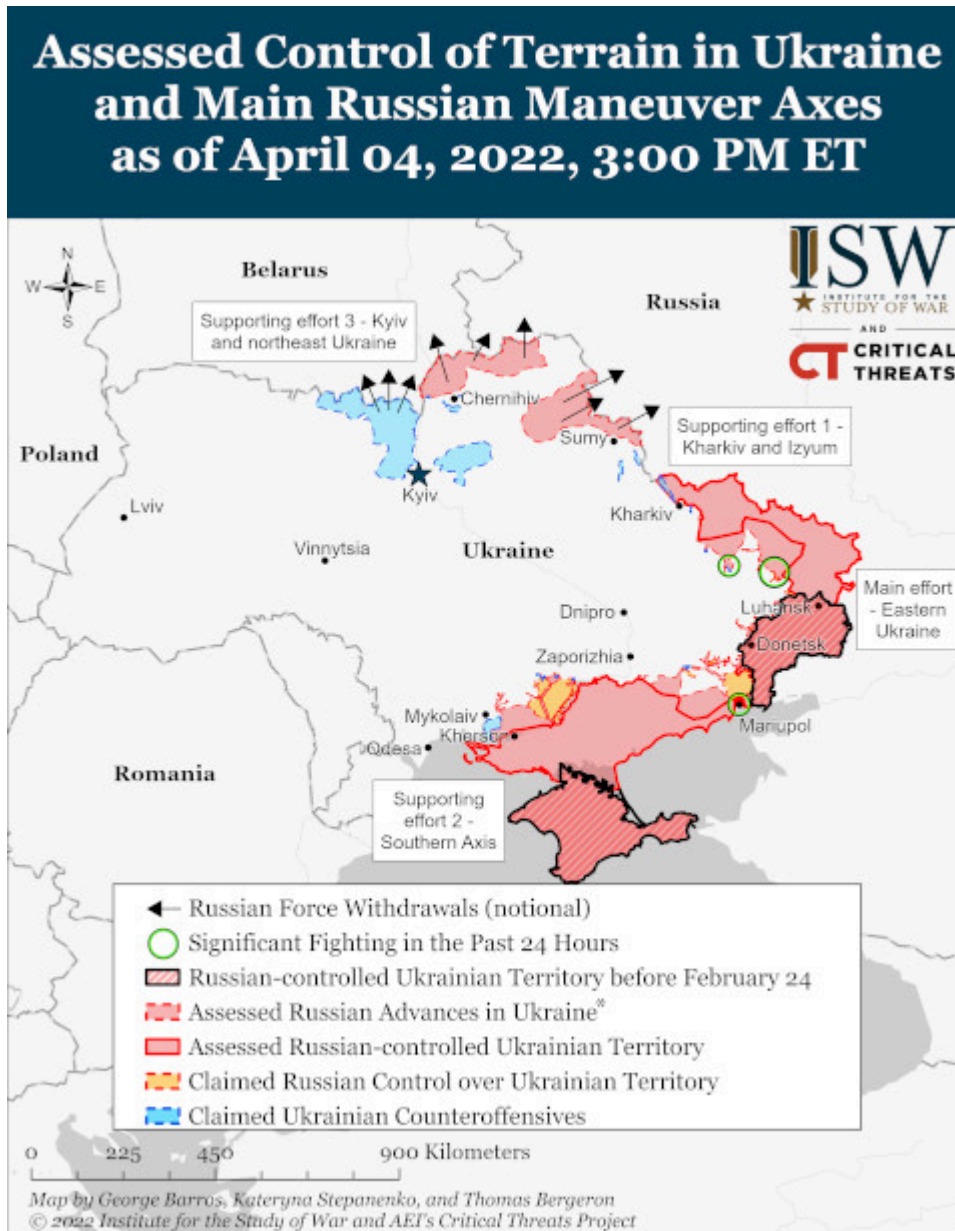 Assessed Control of Terrain in Ukraine
and Main Russian Maneuver Axes
as of April 04, 2022, 3:00 PM ET
N
W
E
S
Belarus
Russia
ISW
INSTITUTE FOR THE
STUDY OF WAR
AND
CT CRITICAL
THREATS
Supporting effort 3 - Kyiv
and northeast Ukraine
Chernihiv
Sumy
Supporting effort 1 -
Kharkiv and Izyum
Poland
Kyiv
Lviv
Kharkiv
Vinnytsia
Ukraine
Main effort
- Eastern
Ukraine
Dnipro
Luhansk
Donetsk
Zaporizhia
Mykolaiv
Kherson
Mariupol
Odesa
Romania
Supporting
effort 2 -
Southern Axis
Russian Force Withdrawals (notional)
Significant Fighting in the Past 24 Hours
Russian-controlled Ukrainian Territory before February 24
Assessed Russian Advances in Ukraine*
Assessed Russian-controlled Ukrainian Territory
Claimed Russian Control over Ukrainian Territory
Claimed Ukrainian Counteroffensives
0 225 450 900 Kilometers
Map by George Barros, Kateryna Stepanenko, and Thomas Bergeron
© 2022 Institute for the Study of War and AEI's Critical Threats Project